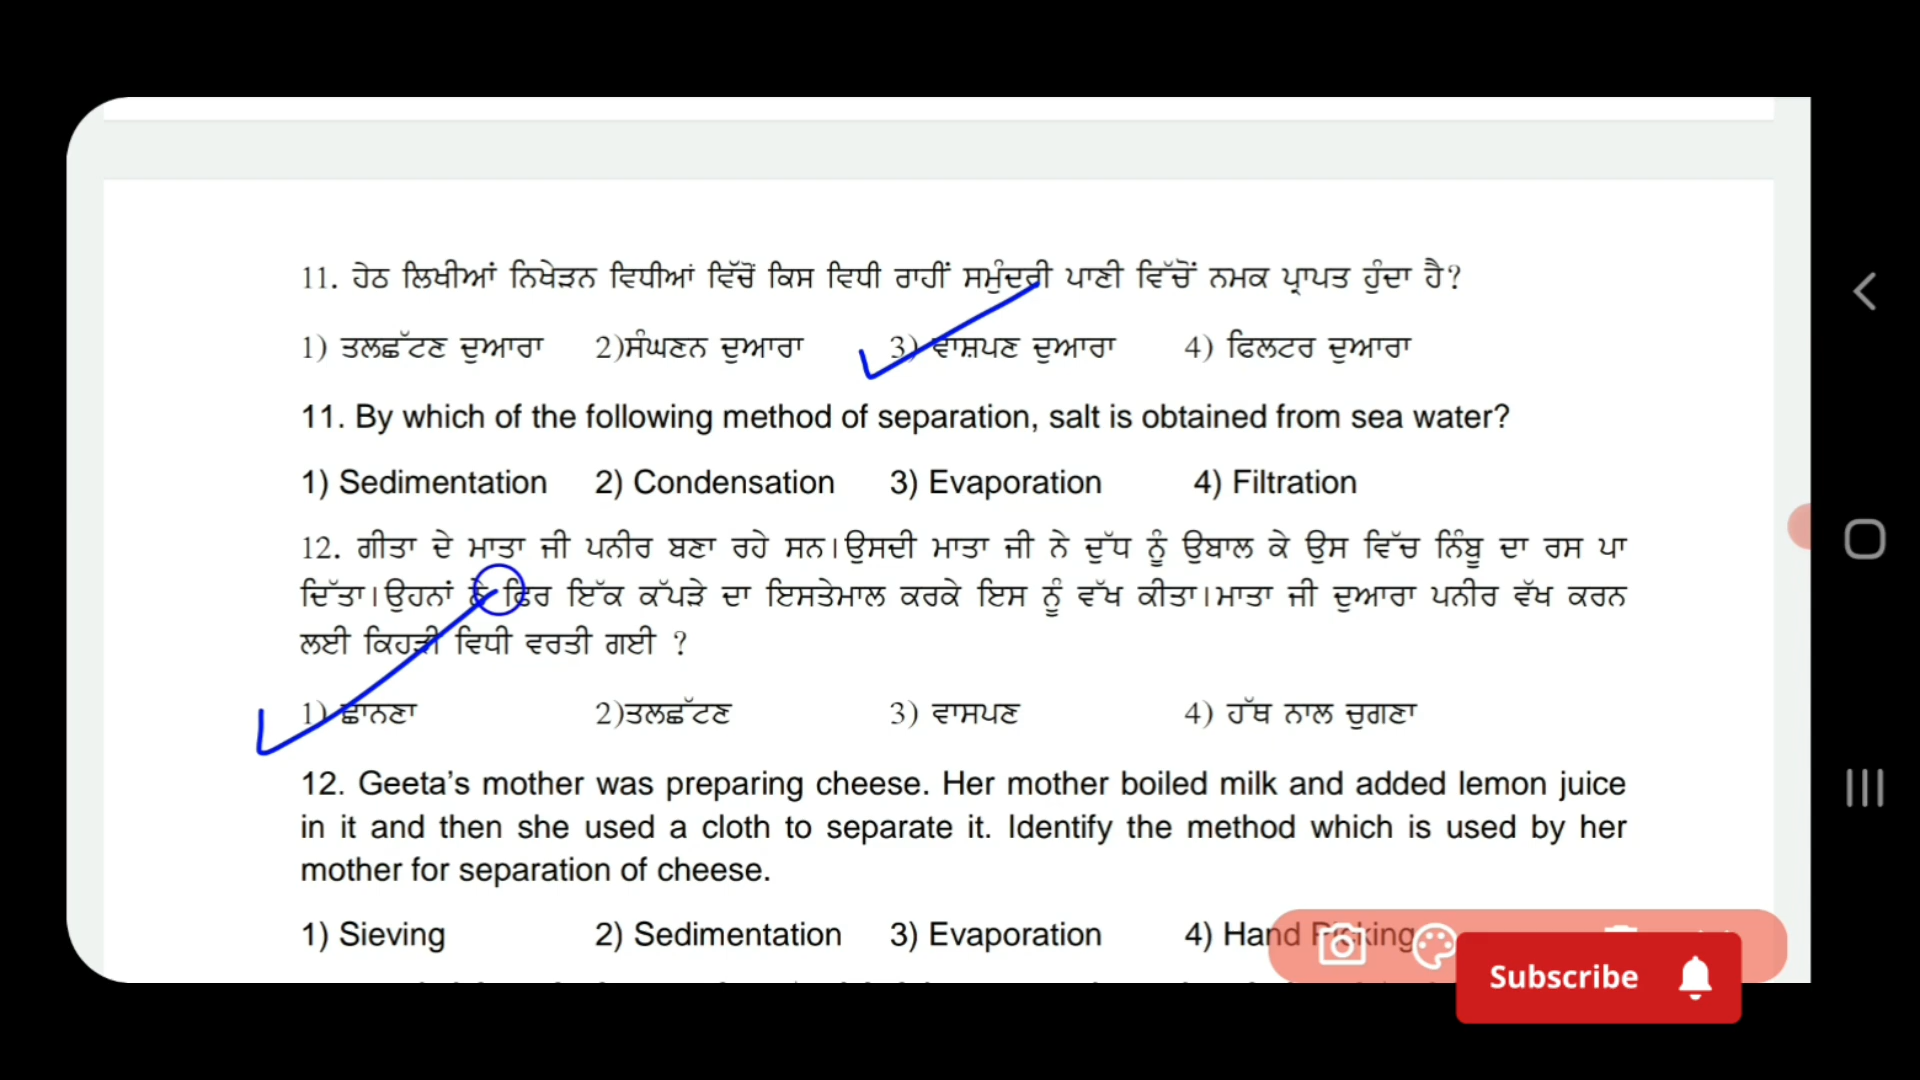 11. ਹੇਠ ਲਿਖੀਆਂ ਨਿਖੇੜਨ ਵਿਧੀਆਂ ਵਿੱਚੋਂ ਕਿਸ ਵਿਧੀ ਰਾਹੀਂ ਸਮੁੰਦਰੀ ਪਾਣੀ ਵਿੱਚੋਂ ਨਮਕ ਪ੍ਰਾਪਤ ਹੁੰਦਾ ਹੈ?
1) ਤਲਛੱਟਣ ਦੁਆਰਾ 2)ਸੰਘਣਨ ਦੁਆਰਾ 3) ਵਾਸ਼ਪਣ ਦੁਆਰਾ 4) ਫਿਲਟਰ ਦੁਆਰਾ
11. By which of the following method of separation, salt is obtained from sea water?
1) Sedimentation 2) Condensation 3) Evaporation 4) Filtration
12. ਗੀਤਾ ਦੇ ਮਾਤਾ ਜੀ ਪਨੀਰ ਬਣਾ ਰਹੇ ਸਨ।ਉਸਦੀ ਮਾਤਾ ਜੀ ਨੇ ਦੁੱਧ ਨੂੰ ਉਬਾਲ ਕੇ ਉਸ ਵਿੱਚ ਨਿੰਬੂ ਦਾ ਰਸ ਪਾ
ਦਿੱਤਾ।ਉਹਨਾਂ ਨੇ ਫਿਰ ਇੱਕ ਕੱਪੜੇ ਦਾ ਇਸਤੇਮਾਲ ਕਰਕੇ ਇਸ ਨੂੰ ਵੱਖ ਕੀਤਾ।ਮਾਤਾ ਜੀ ਦੁਆਰਾ ਪਨੀਰ ਵੱਖ ਕਰਨ
ਲਈ ਕਿਹੜੀ ਵਿਧੀ ਵਰਤੀ ਗਈ ?
1) ਛਾਨਣਾ 2)ਤਲਛੱਟਣ 3) ਵਾਸਪਣ 4) ਹੱਥ ਨਾਲ ਚੁਗਣਾ
12. Geeta’s mother was preparing cheese. Her mother boiled milk and added lemon juice
in it and then she used a cloth to separate it. Identify the method which is used by her
mother for separation of cheese.
1) Sieving 2) Sedimentation 3) Evaporation 4) Hand Picking
Subscribe